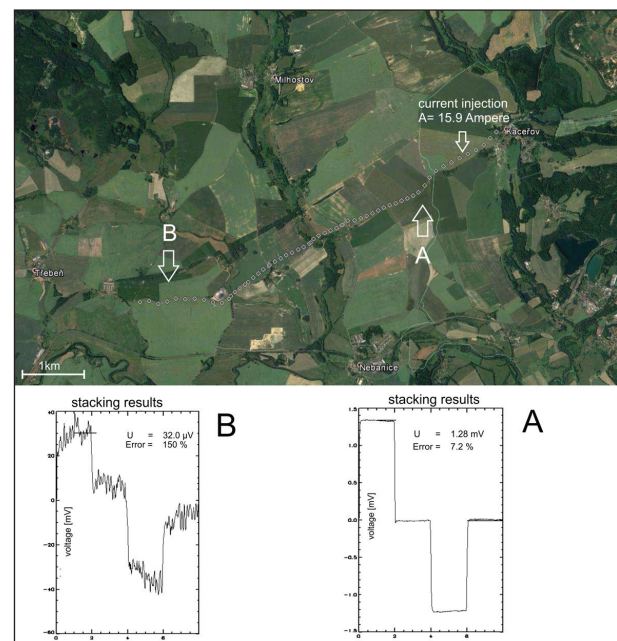 Milhostov
current injection
A= 15.9 Ampere
Kaceřov
B
A
Třebeň
1km
Nebanice
stacking results
B
U = 32.0 µV
Error = 150 %
voltage [mV]
20
0
-20
-40
-60
0
2
4
6
stacking results
A
U = 1.28 mV
Error = 7.2 %
voltage [mV]
1.5
1.0
0.5
0.0
-0.5
-1.0
-1.5
0
2
4
6